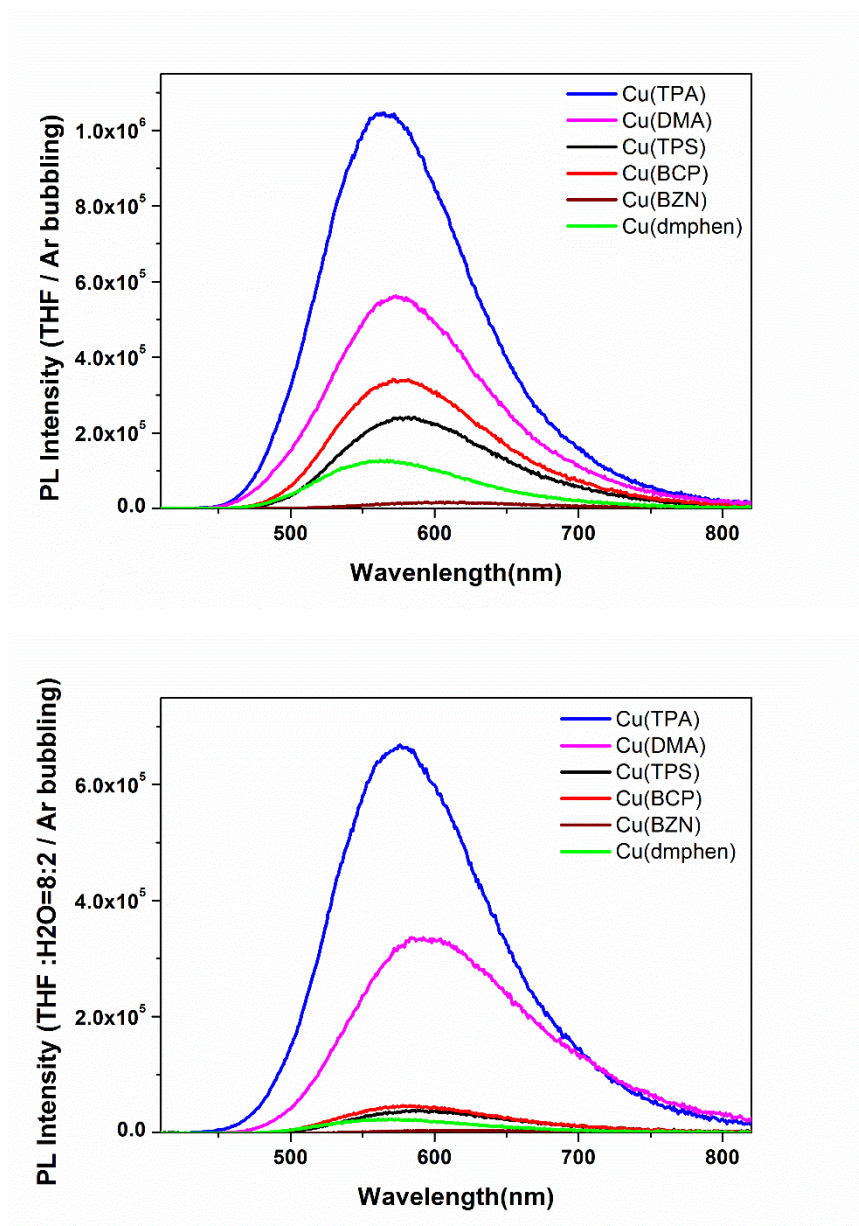 PL Intensity (THF / Ar bubbling)
1.0x10⁶
8.0x10⁵
6.0x10⁵
4.0x10⁵
2.0x10⁵
0.0
Cu(TPA)
Cu(DMA)
Cu(TPS)
Cu(BCP)
Cu(BZN)
Cu(dmphen)
500 600 700 800
Wavenlength(nm)
PL Intensity (THF :H2O=8:2 / Ar bubbling)
6.0x10⁵
4.0x10⁵
2.0x10⁵
0.0
Cu(TPA)
Cu(DMA)
Cu(TPS)
Cu(BCP)
Cu(BZN)
Cu(dmphen)
500 600 700 800
Wavelength(nm)